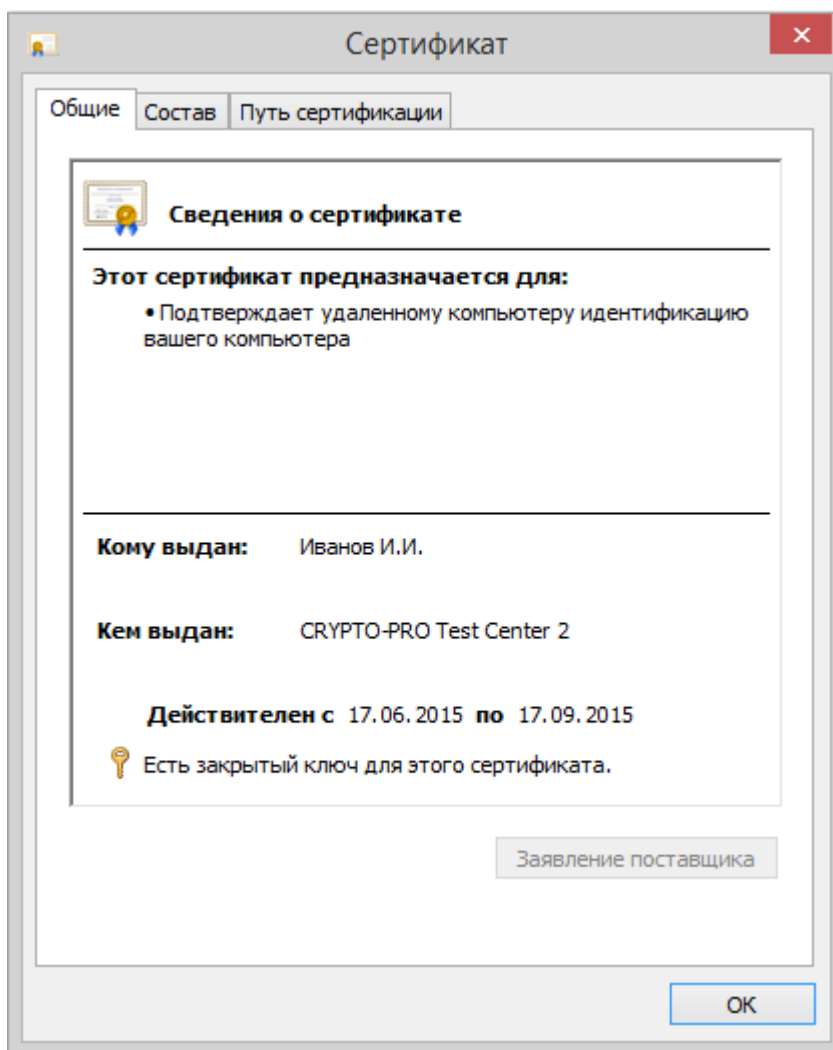 Сертификат
Общие Состав Путь сертификации
Сведения о сертификате
Этот сертификат предназначается для:
• Подтверждает удаленному компьютеру идентификацию
вашего компьютера
Кому выдан: Иванов И.И.
Кем выдан: CRYPTO-PRO Test Center 2
Действителен с 17.06.2015 по 17.09.2015
Есть закрытый ключ для этого сертификата.
Заявление поставщика
ОК